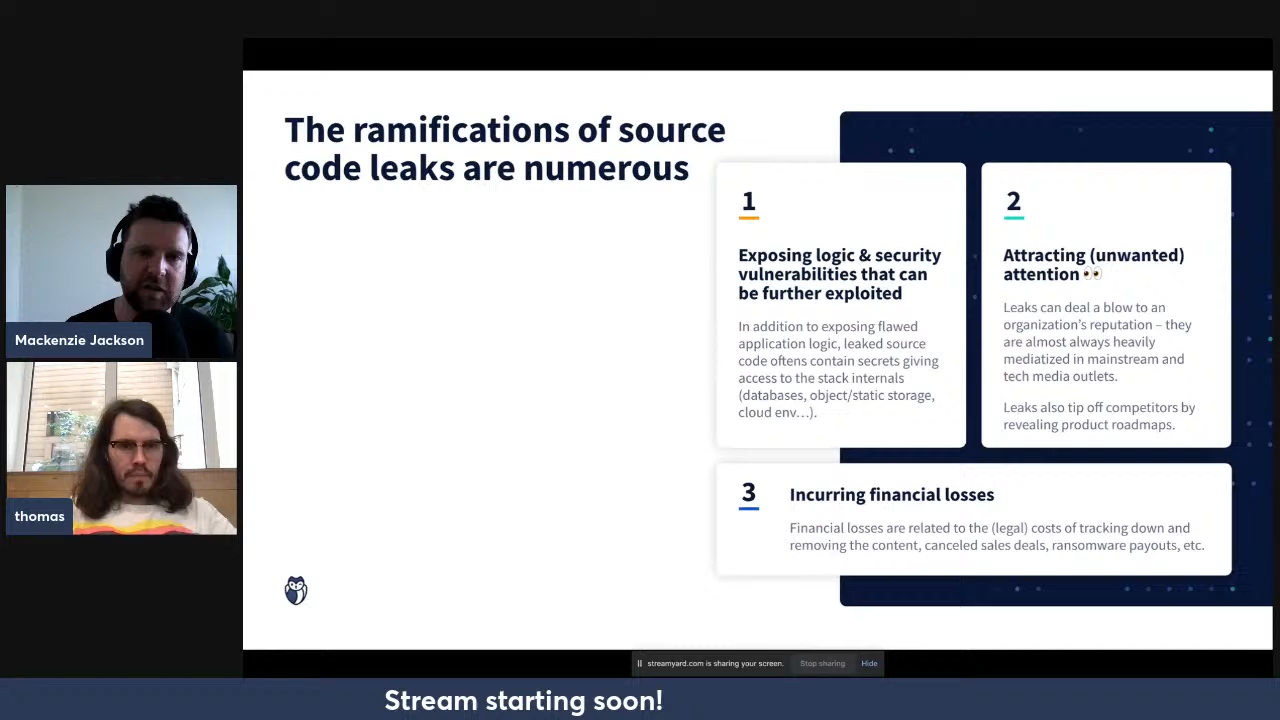 The ramifications of source
code leaks are numerous
1
Exposing logic & security
vulnerabilities that can
be further exploited
In addition to exposing flawed
application logic, leaked source
code oftens contain secrets giving
access to the stack internals
(databases, object/static storage,
cloud env…).
2
Attracting (unwanted)
attention 👀
Leaks can deal a blow to an
organization’s reputation – they
are almost always heavily
mediatized in mainstream and
tech media outlets.
Leaks also tip off competitors by
revealing product roadmaps.
3
Incurring financial losses
Financial losses are related to the (legal) costs of tracking down and
removing the content, canceled sales deals, ransomware payouts, etc.
Mackenzie Jackson
thomas
streamyard.com is sharing your screen.
Stop sharing
Hide
Stream starting soon!